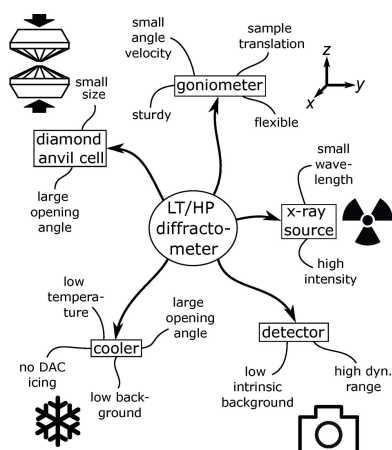 small
angle
velocity
sample
translation
goniometer
sturdy
flexible
z
y
x
small
size
diamond
anvil cell
large
opening
angle
LT/HP
diffracto-
meter
small
wave-
length
x-ray
source
high
intensity
low
tempera-
ture
large
opening
angle
cooler
no DAC
icing
low back-
ground
detector
low
intrinsic
background
high dyn.
range